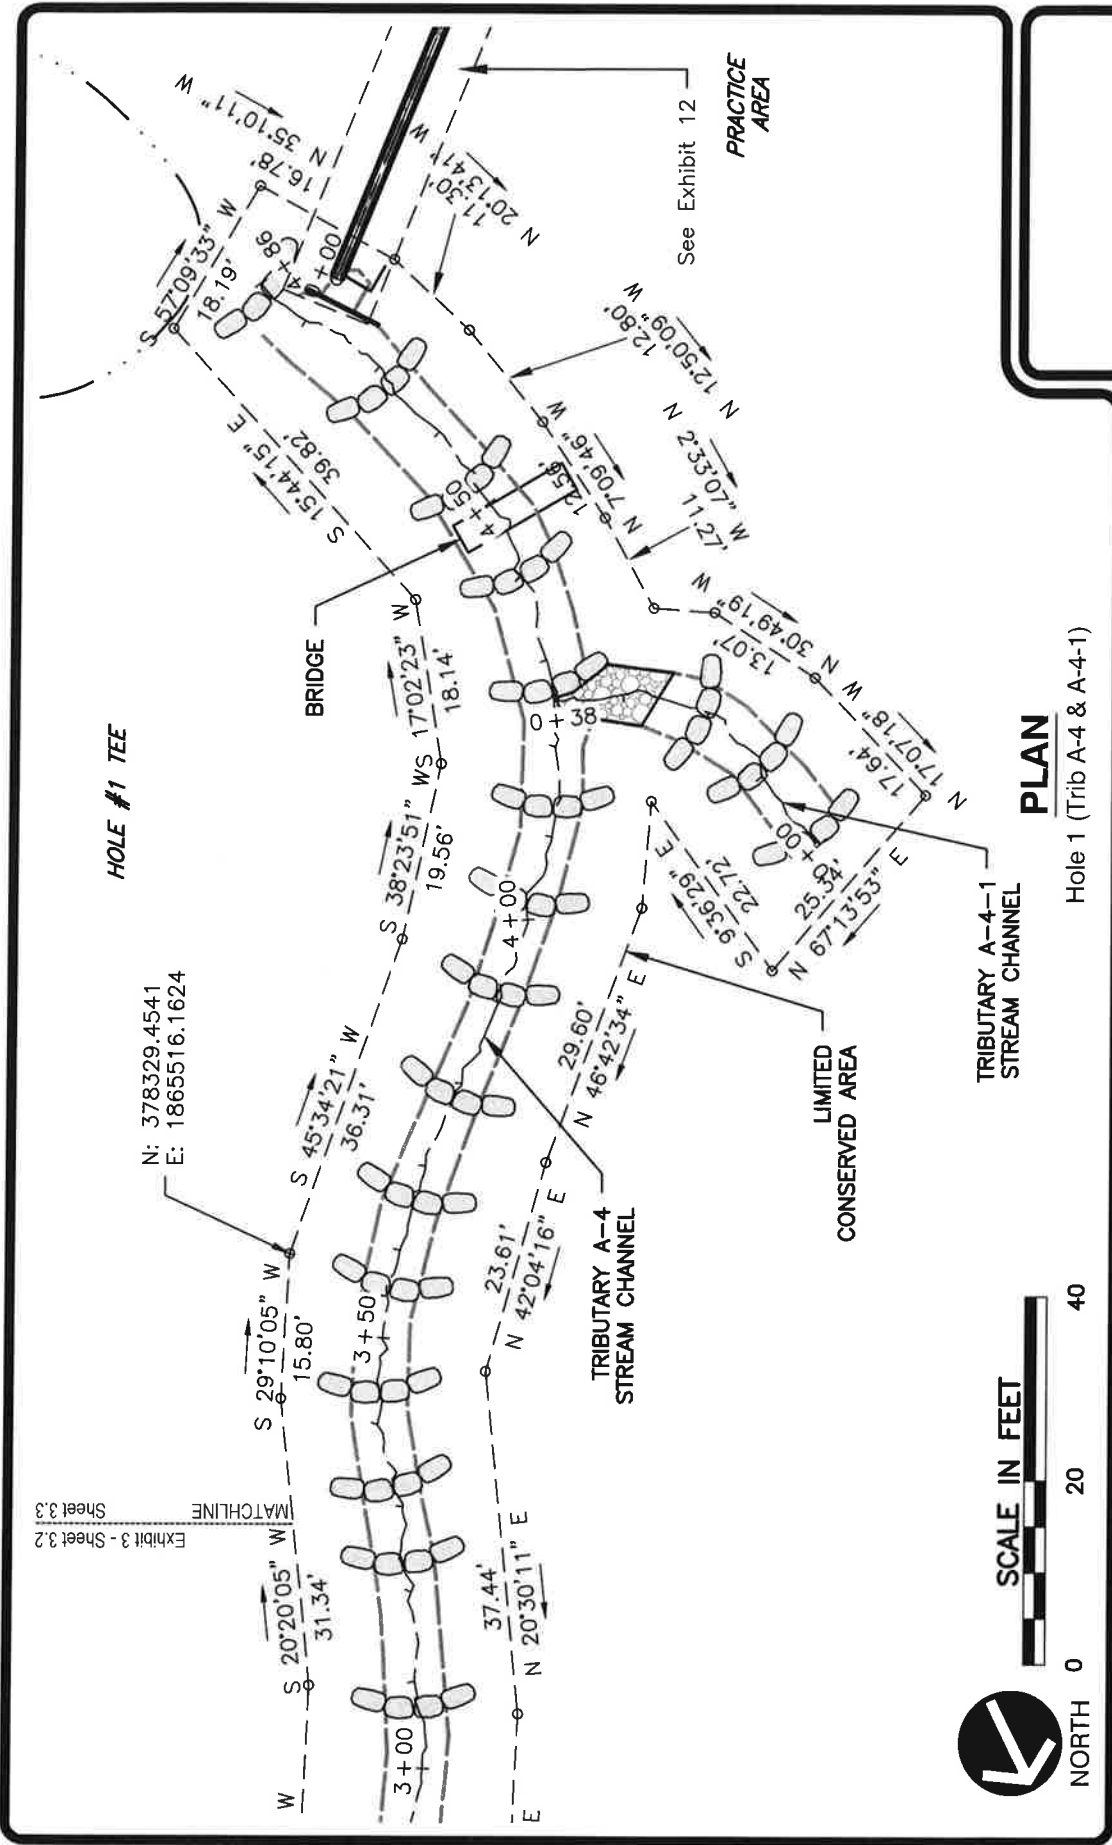 HOLE #1 TEE
N: 378329.4541
E: 1865516.1624
Exhibit 3 - Sheet 3.2
MATCHLINE Sheet 3.3
W
S 20°20'05" W
31.34'
S 29°10'05" W
15.80'
S 45°34'21" W
36.31'
S 38°23'51" W
19.56'
S 17°02'23" W
18.14'
S 15°44'15" E
39.82'
S 57°09'33" W
18.19'
N 35°10'11" W
16.78'
N 20°13'41" W
11.30'
N 12°50'09" W
12.80'
N 7°09'46" W
12.56'
N 2°33'07" W
11.27'
N 30°49'19" W
13.07'
N 17°07'18" W
17.64'
N 67°13'53" E
25.34'
S 9°36'29" E
22.72'
29.60'
N 46°42'34" E
23.61'
N 42°04'16" E
37.44'
N 20°30'11" E
E
3+00
3+50
4+00
4+50
4+86
0+00
0+38
0+00
BRIDGE
See Exhibit 12
PRACTICE
AREA
TRIBUTARY A-4
STREAM CHANNEL
LIMITED
CONSERVED AREA
TRIBUTARY A-4-1
STREAM CHANNEL
PLAN
Hole 1 (Trib A-4 & A-4-1)
SCALE IN FEET
0 20 40
NORTH